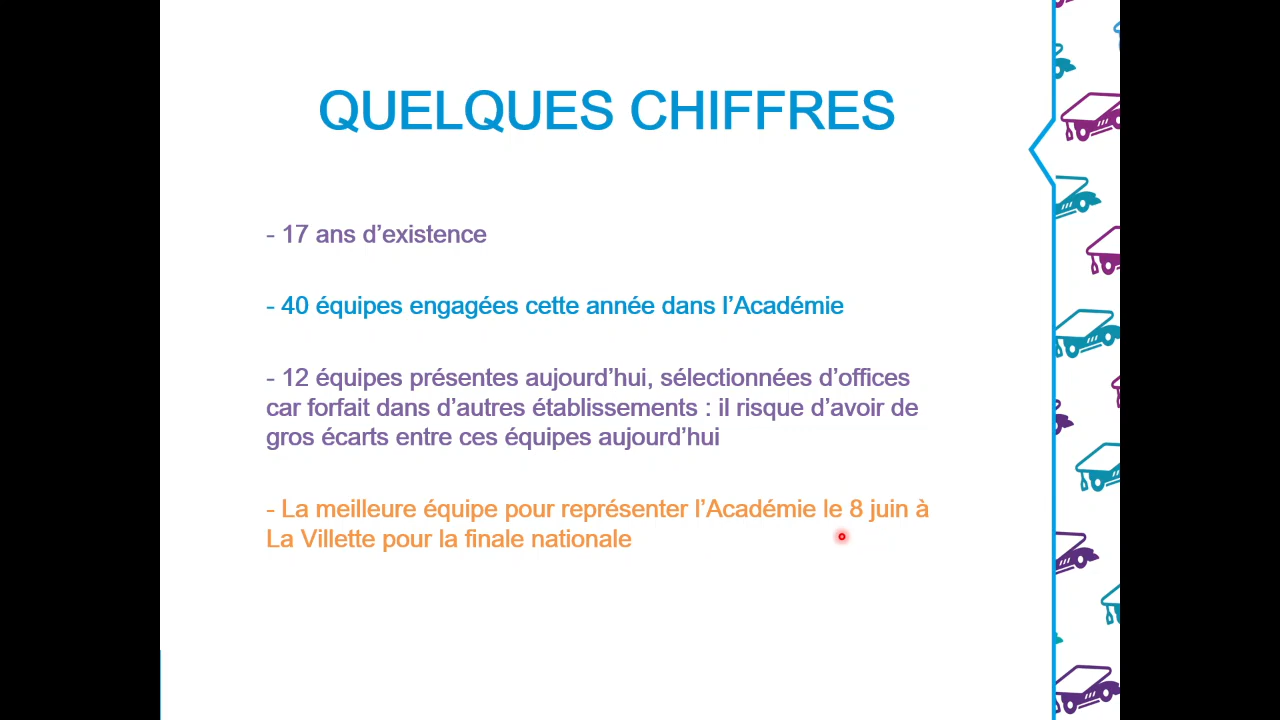 QUELQUES CHIFFRES
- 17 ans d’existence
- 40 équipes engagées cette année dans l’Académie
- 12 équipes présentes aujourd’hui, sélectionnées d’offices
car forfait dans d’autres établissements : il risque d’avoir de
gros écarts entre ces équipes aujourd’hui
- La meilleure équipe pour représenter l’Académie le 8 juin à
La Villette pour la finale nationale